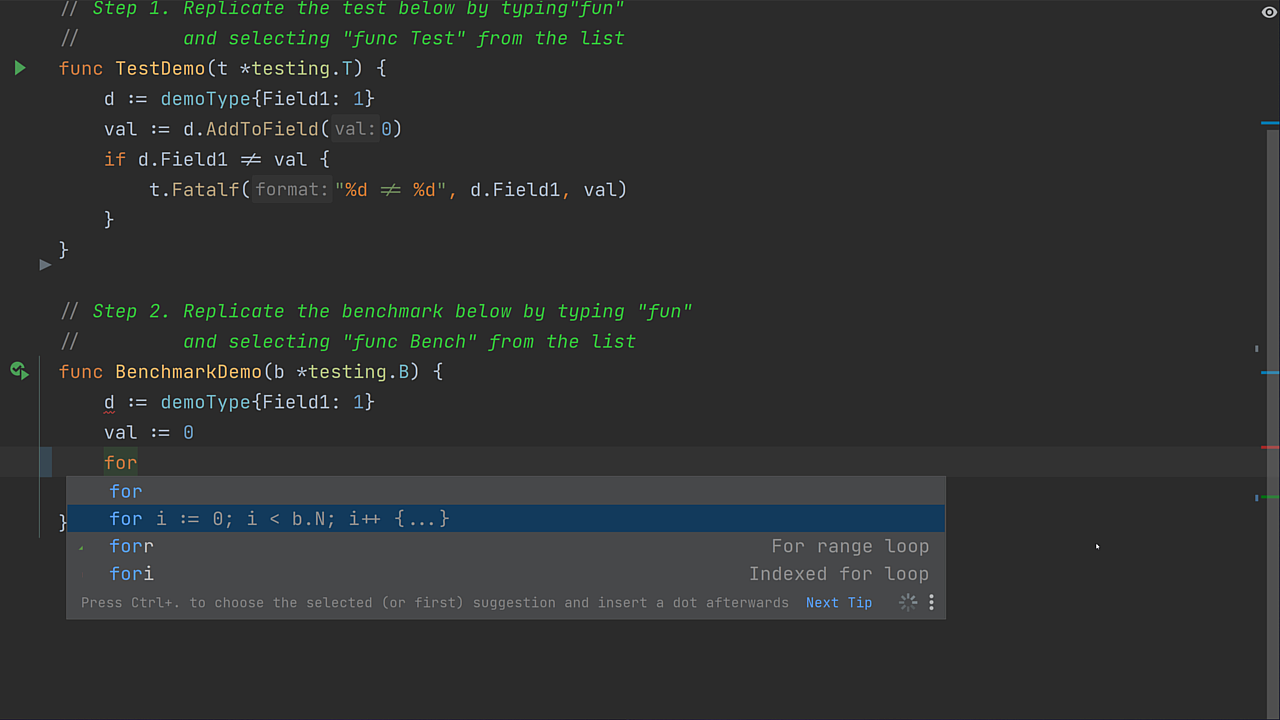 // Step 1. Replicate the test below by typing"fun"
//         and selecting "func Test" from the list
func TestDemo(t *testing.T) {
    d := demoType{Field1: 1}
    val := d.AddToField(val:0)
    if d.Field1 ≠ val {
        t.Fatalf(format:"%d ≠ %d", d.Field1, val)
    }
}
// Step 2. Replicate the benchmark below by typing "fun"
//         and selecting "func Bench" from the list
func BenchmarkDemo(b *testing.B) {
    d := demoType{Field1: 1}
    val := 0
    for
for
for i := 0; i < b.N; i++ {...}
forr For range loop
fori Indexed for loop
}
Press Ctrl+. to choose the selected (or first) suggestion and insert a dot afterwards Next Tip